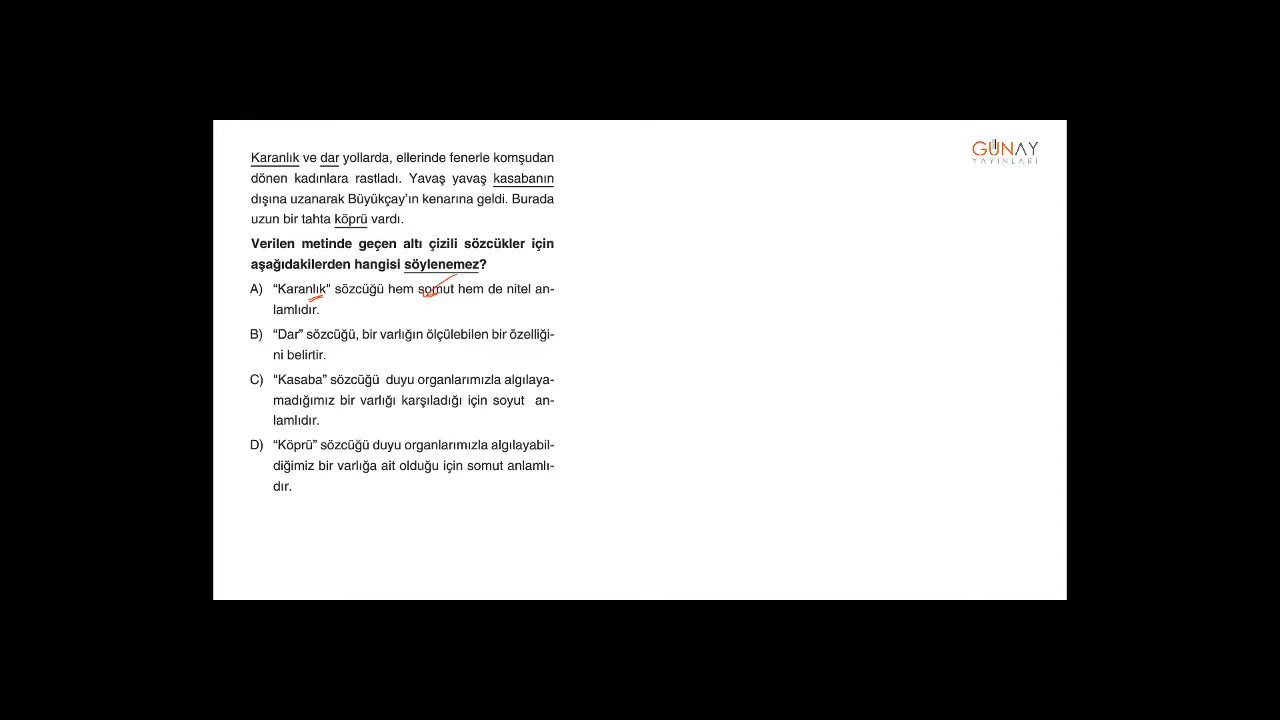 GÜNAY
YAYINLARI
Karanlık ve dar yollarda, ellerinde fenerle komşudan
dönen kadınlara rastladı. Yavaş yavaş kasabanın
dışına uzanarak Büyükçay'ın kenarına geldi. Burada
uzun bir tahta köprü vardı.
Verilen metinde geçen altı çizili sözcükler için
aşağıdakilerden hangisi söylenemez?
A) “Karanlık" sözcüğü hem somut hem de nitel an-
lamlıdır.
B) “Dar” sözcüğü, bir varlığın ölçülebilen bir özelliği-
ni belirtir.
C) “Kasaba” sözcüğü duyu organlarımızla algılaya-
madığımız bir varlığı karşıladığı için soyut an-
lamlıdır.
D) “Köprü” sözcüğü duyu organlarımızla algılayabil-
diğimiz bir varlığa ait olduğu için somut anlamlı-
dır.